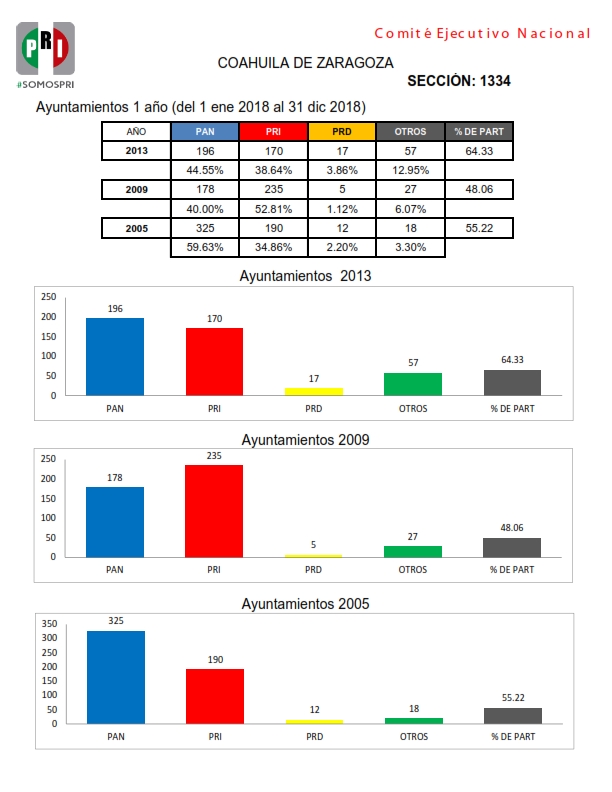 Comité Ejecutivo Nacional
PRI
#SOMOSPRI
COAHUILA DE ZARAGOZA
SECCIÓN: 1334
Ayuntamientos 1 año (del 1 ene 2018 al 31 dic 2018)
AÑO PAN PRI PRD OTROS % DE PART
2013 196 170 17 57 64.33
44.55% 38.64% 3.86% 12.95%
2009 178 235 5 27 48.06
40.00% 52.81% 1.12% 6.07%
2005 325 190 12 18 55.22
59.63% 34.86% 2.20% 3.30%
Ayuntamientos 2013
250
200
150
100
50
0
196 170 17 57 64.33
PAN PRI PRD OTROS % DE PART
Ayuntamientos 2009
250
200
150
100
50
0
178 235 5 27 48.06
PAN PRI PRD OTROS % DE PART
Ayuntamientos 2005
350
300
250
200
150
100
50
0
325 190 12 18 55.22
PAN PRI PRD OTROS % DE PART